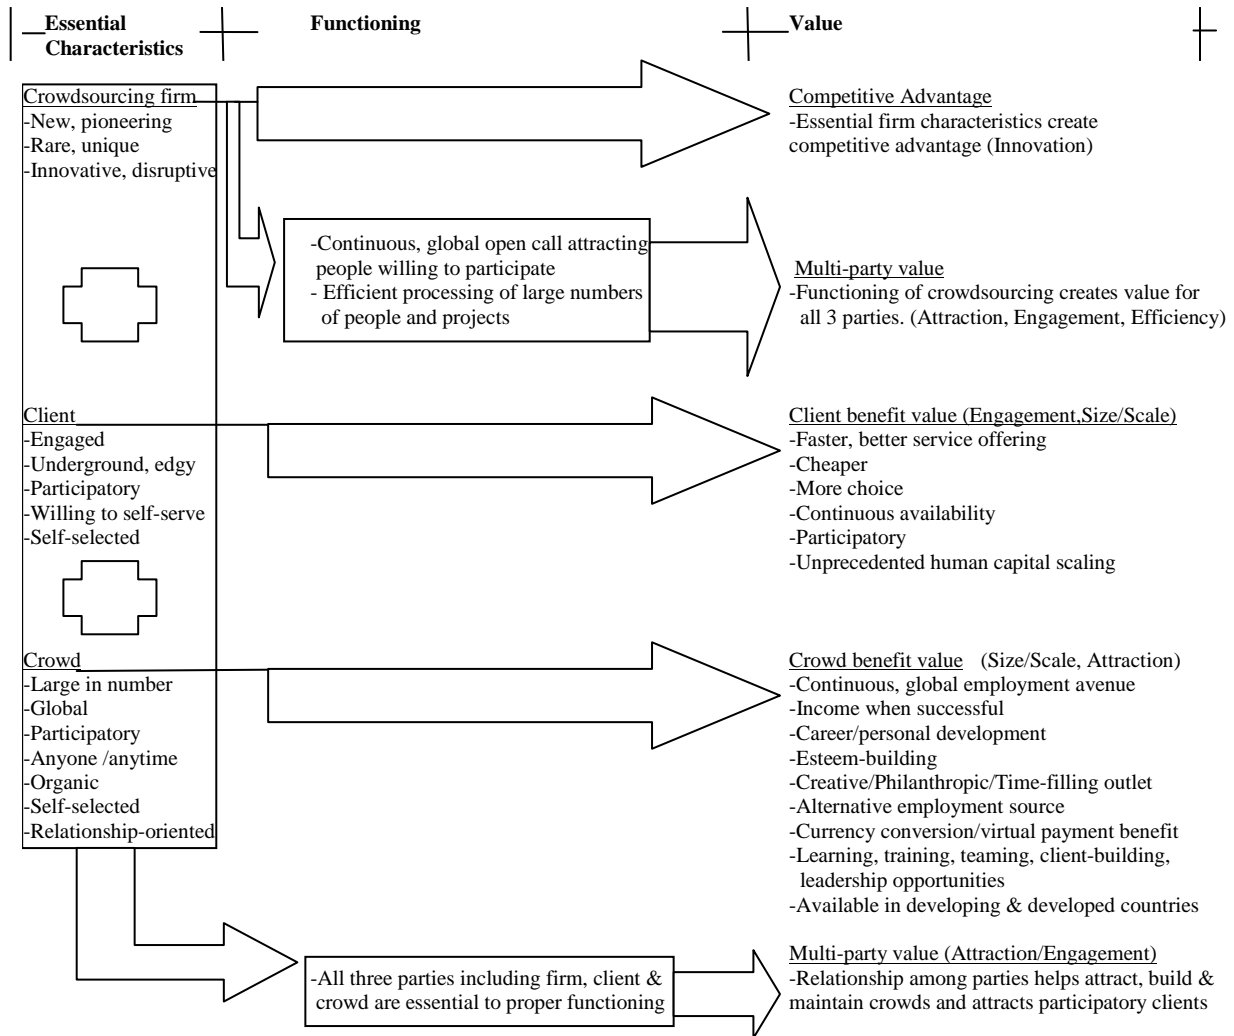 Essential
Characteristics
Functioning
Value
Crowdsourcing firm
-New, pioneering
-Rare, unique
-Innovative, disruptive
Competitive Advantage
-Essential firm characteristics create
competitive advantage (Innovation)
-Continuous, global open call attracting
people willing to participate
- Efficient processing of large numbers
of people and projects
Multi-party value
-Functioning of crowdsourcing creates value for
all 3 parties. (Attraction, Engagement, Efficiency)
Client
-Engaged
-Underground, edgy
-Participatory
-Willing to self-serve
-Self-selected
Client benefit value (Engagement,Size/Scale)
-Faster, better service offering
-Cheaper
-More choice
-Continuous availability
-Participatory
-Unprecedented human capital scaling
Crowd
-Large in number
-Global
-Participatory
-Anyone /anytime
-Organic
-Self-selected
-Relationship-oriented
Crowd benefit value (Size/Scale, Attraction)
-Continuous, global employment avenue
-Income when successful
-Career/personal development
-Esteem-building
-Creative/Philanthropic/Time-filling outlet
-Alternative employment source
-Currency conversion/virtual payment benefit
-Learning, training, teaming, client-building,
leadership opportunities
-Available in developing & developed countries
-All three parties including firm, client &
crowd are essential to proper functioning
Multi-party value (Attraction/Engagement)
-Relationship among parties helps attract, build &
maintain crowds and attracts participatory clients